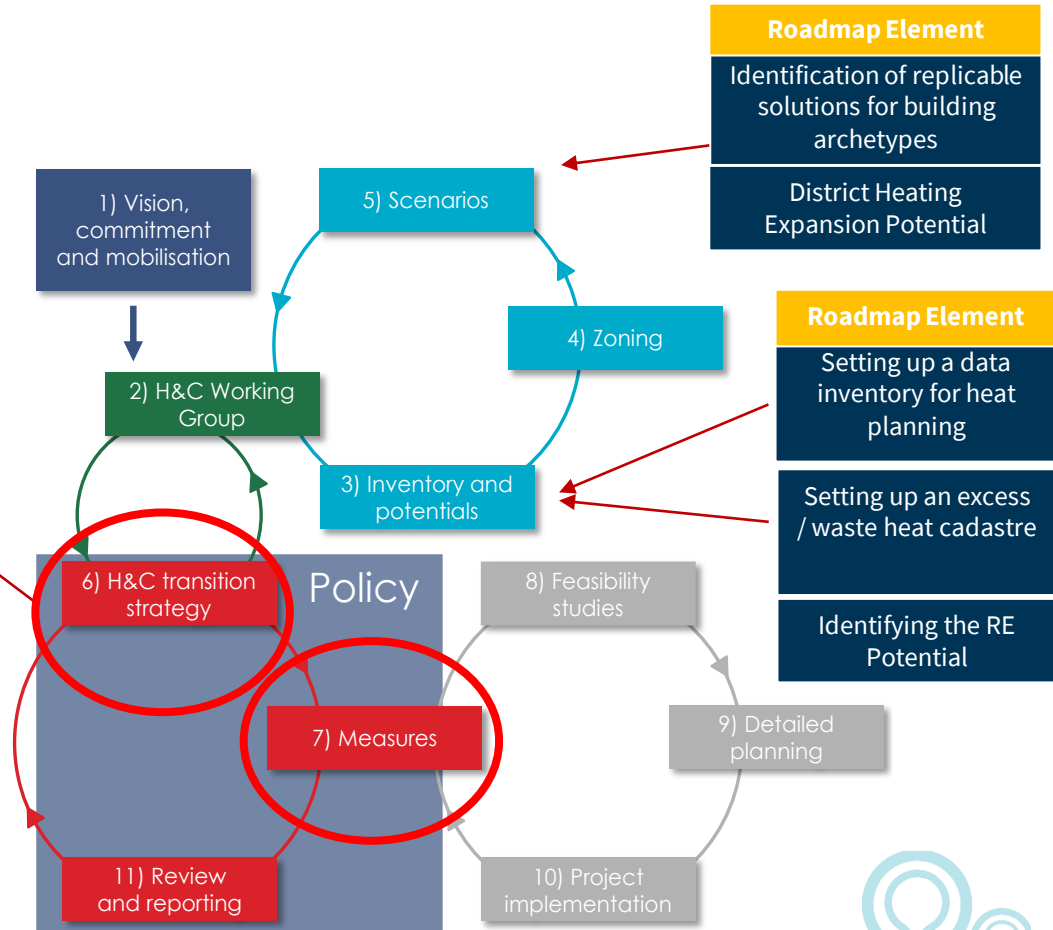 Roadmap Element
Identification of replicable
solutions for building
archetypes
District Heating
Expansion Potential
1) Vision,
commitment
and mobilisation
5) Scenarios
4) Zoning
2) H&C Working
Group
3) Inventory and
potentials
Roadmap Element
Setting up a data
inventory for heat
planning
Setting up an excess
/ waste heat cadastre
Identifying the RE
Potential
6) H&C transition
strategy
Policy
8) Feasibility
studies
7) Measures
9) Detailed
planning
11) Review
and reporting
10) Project
implementation